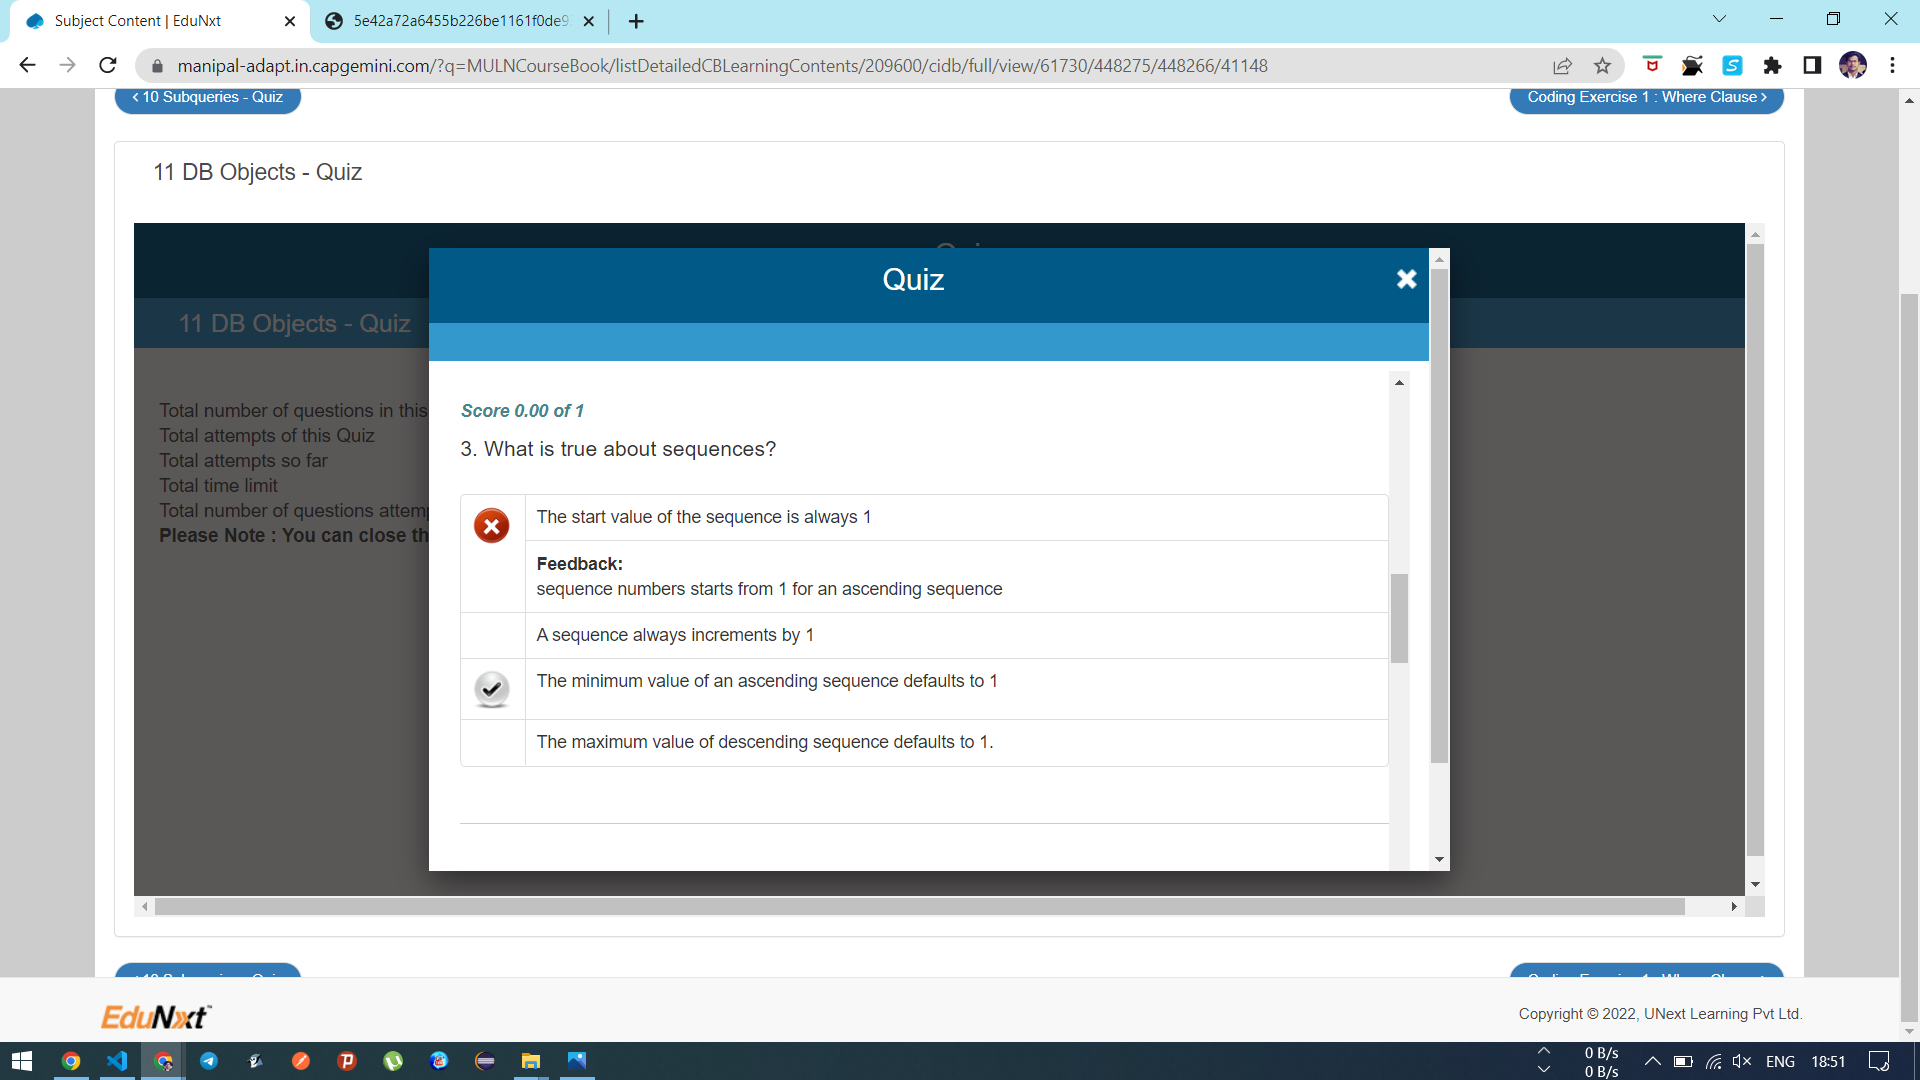 Subject Content | EduNxt
5e42a72a6455b226be1161f0de9
manipal-adapt.in.capgemini.com/?q=MULNCourseBook/listDetailedCBLearningContents/209600/cidb/full/view/61730/448275/448266/41148
< 10 Subqueries - Quiz
Coding Exercise 1 : Where Clause >
11 DB Objects - Quiz
Quiz
11 DB Objects - Quiz
Total number of questions in this
Total attempts of this Quiz
Total attempts so far
Total time limit
Total number of questions attem
Please Note : You can close th
Score 0.00 of 1
3. What is true about sequences?
The start value of the sequence is always 1
Feedback:
sequence numbers starts from 1 for an ascending sequence
A sequence always increments by 1
The minimum value of an ascending sequence defaults to 1
The maximum value of descending sequence defaults to 1.
EduNxt
Copyright © 2022, UNext Learning Pvt Ltd.
0 B/s
0 B/s
ENG
18:51